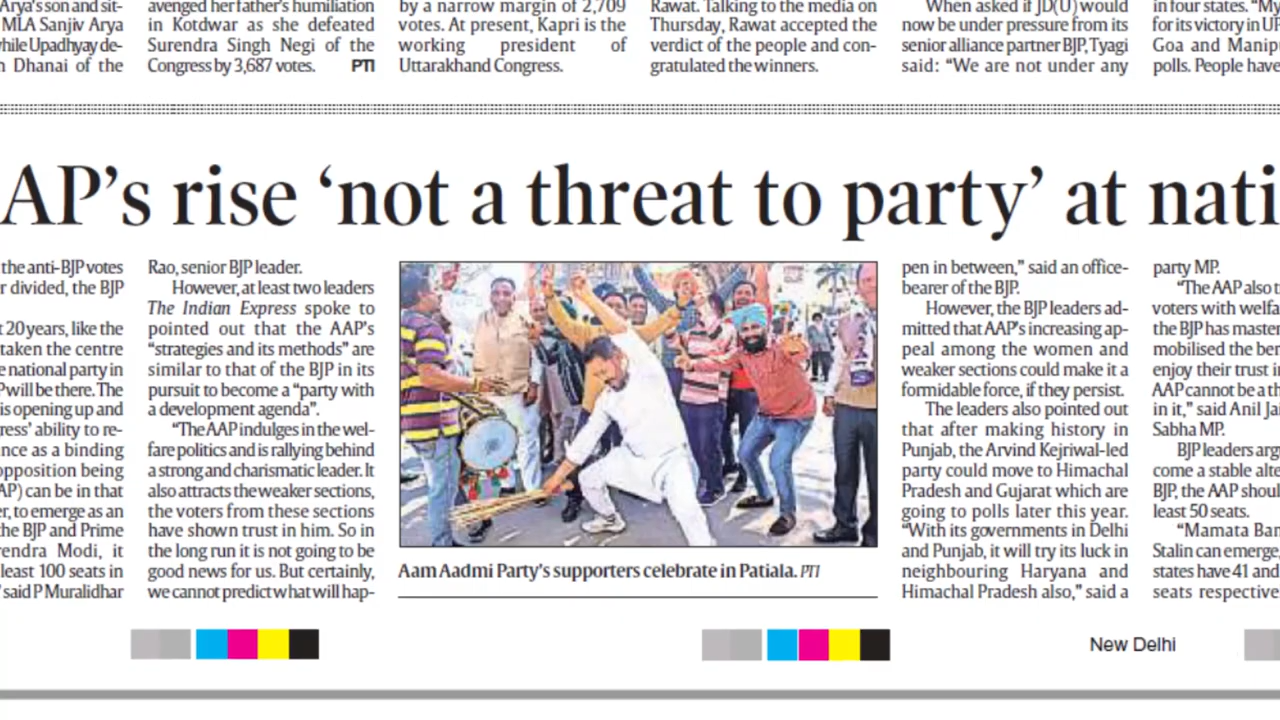 Arya's son and sit-
MLA Sanjiv Arya
while Upadhyay de-
Dhanai of the
avenged her father's humiliation
in Kotdwar as she defeated
Surendra Singh Negi of the
Congress by 3,687 votes. PTI
by a narrow margin of 2,709
votes. At present, Kapri is the
working president of
Uttarakhand Congress.
Rawat. Talking to the media on
Thursday, Rawat accepted the
verdict of the people and con-
gratulated the winners.
When asked if JD(U) would
now be under pressure from its
senior alliance partner BJP, Tyagi
said: “We are not under any
in four states. “My
for its victory in UP
Goa and Manip
polls. People have
AP’s rise ‘not a threat to party’ at nati
the anti-BJP votes
r divided, the BJP
t 20 years, like the
taken the centre
e national party in
P will be there. The
is opening up and
ress’ ability to re-
nce as a binding
opposition being
AP) can be in that
er, to emerge as an
the BJP and Prime
rendra Modi, it
least 100 seats in
said P Muralidhar
Rao, senior BJP leader.
However, at least two leaders
The Indian Express spoke to
pointed out that the AAP’s
“strategies and its methods” are
similar to that of the BJP in its
pursuit to become a “party with
a development agenda”.
“The AAP indulges in the wel-
fare politics and is rallying behind
a strong and charismatic leader. It
also attracts the weaker sections,
the voters from these sections
have shown trust in him. So in
the long run it is not going to be
good news for us. But certainly,
we cannot predict what will hap-
Aam Aadmi Party's supporters celebrate in Patiala. PTI
pen in between,” said an office-
bearer of the BJP.
However, the BJP leaders ad-
mitted that AAP’s increasing ap-
peal among the women and
weaker sections could make it a
formidable force, if they persist.
The leaders also pointed out
that after making history in
Punjab, the Arvind Kejriwal-led
party could move to Himachal
Pradesh and Gujarat which are
going to polls later this year.
“With its governments in Delhi
and Punjab, it will try its luck in
neighbouring Haryana and
Himachal Pradesh also,” said a
party MP.
“The AAP also t
voters with welfa
the BJP has master
mobilised the ben
enjoy their trust in
AAP cannot be a th
in it,” said Anil Ja
Sabha MP.
BJP leaders arg
come a stable alte
BJP, the AAP shoul
least 50 seats.
“Mamata Ban
Stalin can emerge,
states have 41 and
seats respective
New Delhi